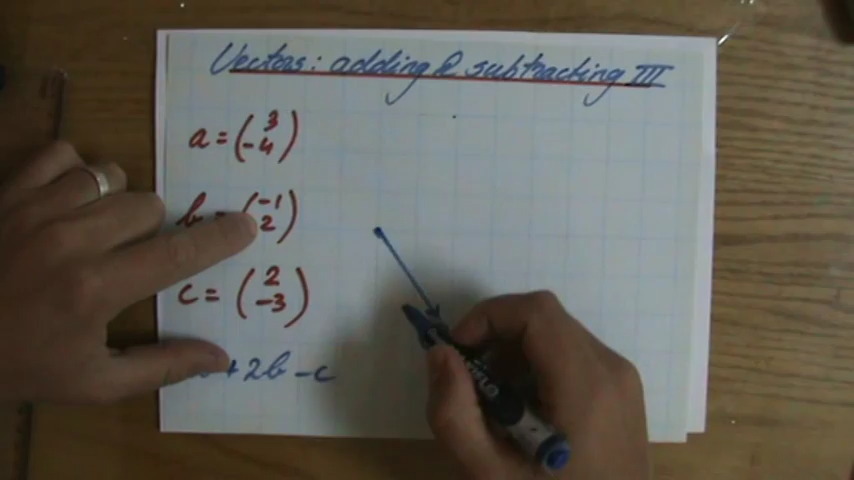 Vectors: adding & subtracting III
a = ( 3
-4 )
b = ( -1
2 )
c = ( 2
-3 )
+ 2b - c